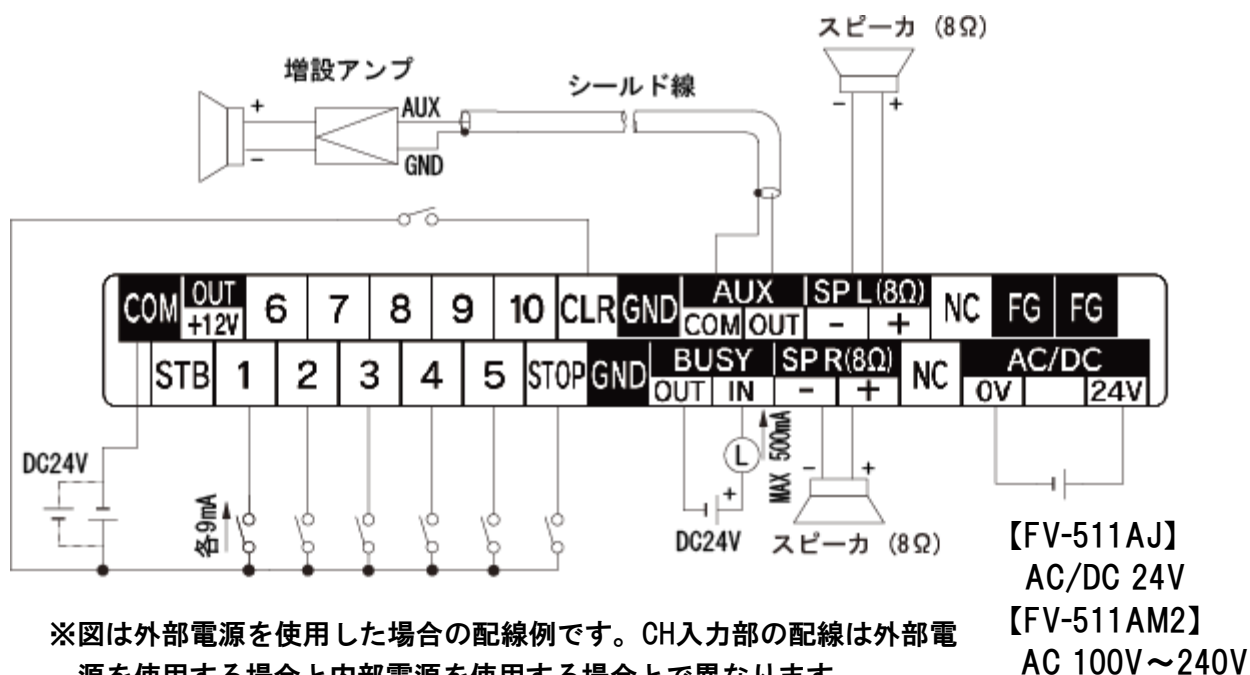 スピーカ (8Ω)
増設アンプ
シールド線
+
AUX
- +
-
GND
COM OUT +12V 6 7 8 9 10 CLR GND AUX COM OUT SP L(8Ω) - + NC FG FG
STB 1 2 3 4 5 STOP GND BUSY OUT IN SP R(8Ω) - + NC AC/DC 0V 24V
DC24V
各9mA
L
MAX 500mA
+
- +
DC24V
スピーカ (8Ω)
【FV-511AJ】
AC/DC 24V
【FV-511AM2】
AC 100V～240V
※図は外部電源を使用した場合の配線例です。CH入力部の配線は外部電
源を使用する場合と内部電源を使用する場合とで異なります